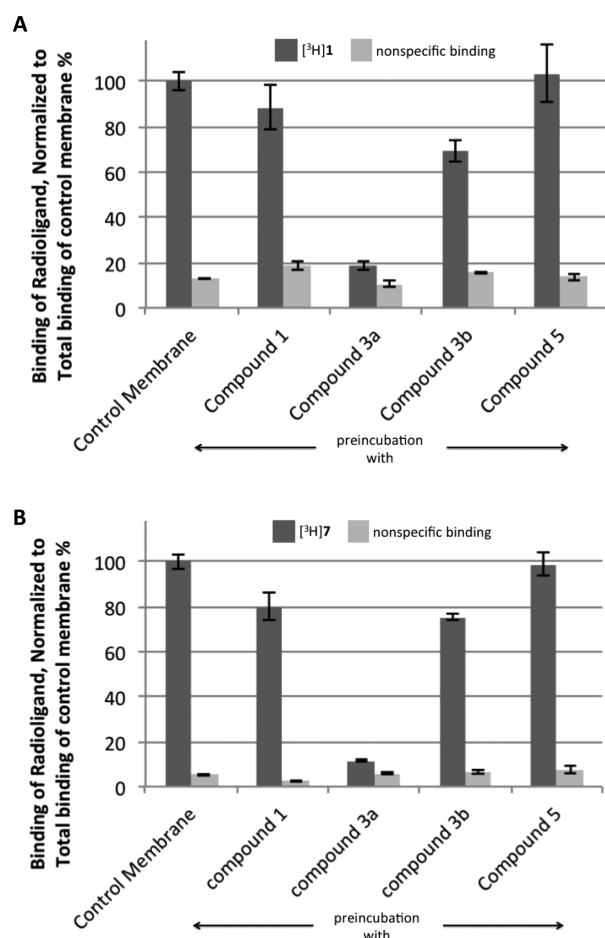 A
[³H]1 nonspecific binding
Binding of Radioligand, Normalized to
Total binding of control membrane %
100
80
60
40
20
0
Control Membrane
Compound 1
Compound 3a
Compound 3b
Compound 5
preincubation
with
B
[³H]7 nonspecific binding
Binding of Radioligand, Normalized to
Total binding of control membrane %
100
80
60
40
20
0
Control Membrane
compound 1
compound 3a
compound 3b
Compound 5
preincubation
with